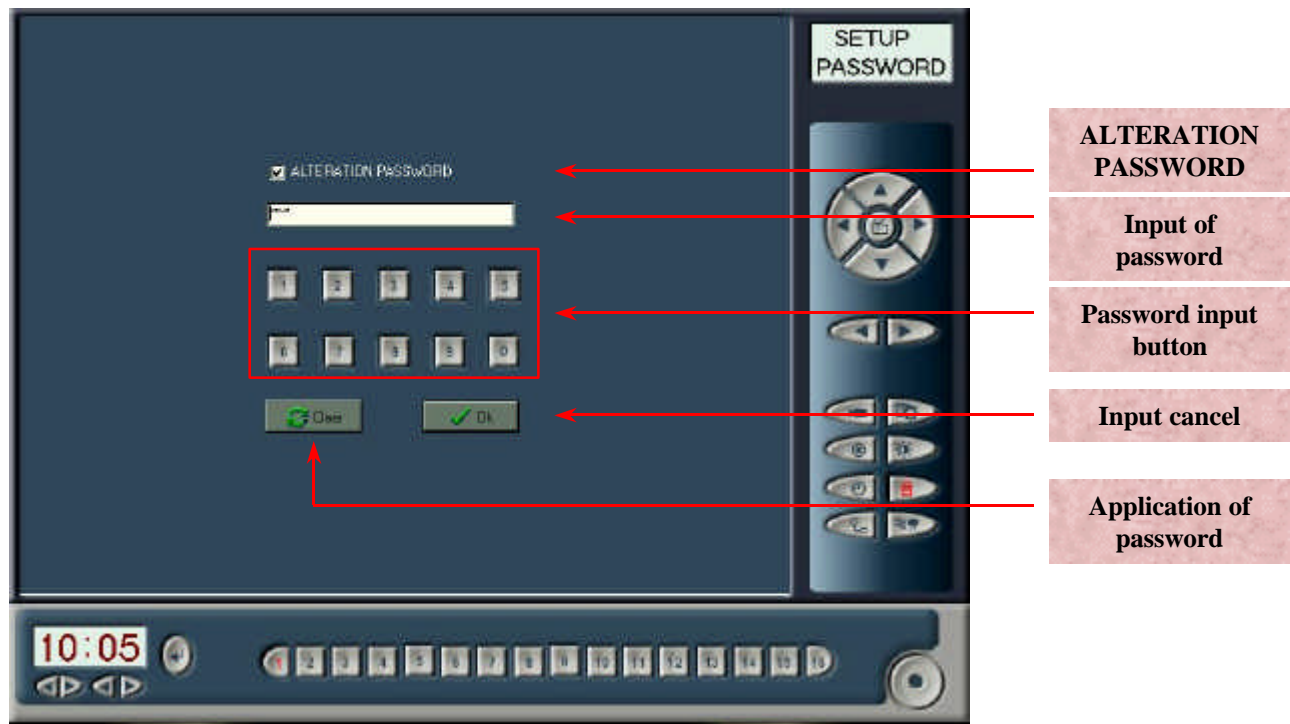 SETUP
PASSWORD
ALTERATION PASSWORD
1 2 3 4 5
6 7 8 9 0
Clear
Ok
10:05
1 2 3 4 5 6 7 8 9 10 11 12 13 14 15 16
ALTERATION
PASSWORD
Input of
password
Password input
button
Input cancel
Application of
password